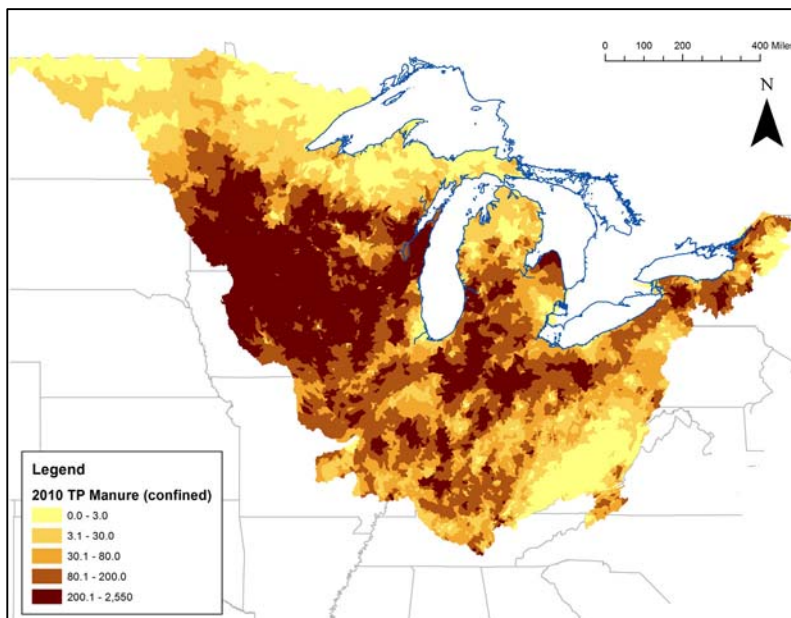 0 100 200 400 Miles
N
Legend
2010 TP Manure (confined)
0.0 - 3.0
3.1 - 30.0
30.1 - 80.0
80.1 - 200.0
200.1 - 2,550